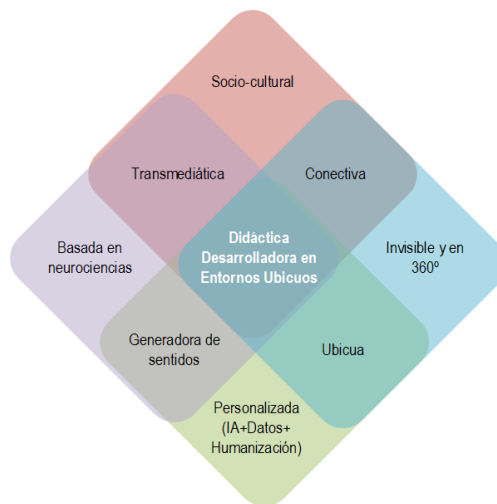 Socio-cultural
Transmediática
Conectiva
Didáctica
Desarrolladora en
Entornos Ubicuos
Basada en
neurociencias
Invisible y en
360º
Generadora de
sentidos
Ubicua
Personalizada
(IA+Datos+
Humanización)